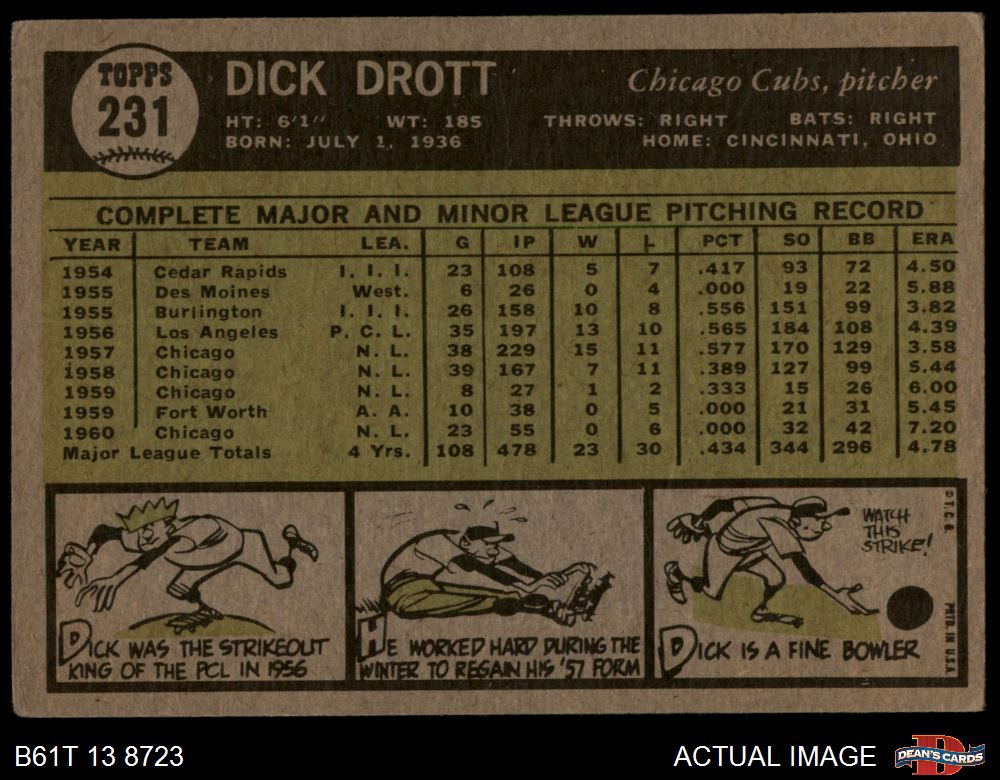 TOPPS
231
DICK DROTT
Chicago Cubs, pitcher
HT: 6'1" WT: 185 THROWS: RIGHT BATS: RIGHT
BORN: JULY 1, 1936 HOME: CINCINNATI, OHIO
COMPLETE MAJOR AND MINOR LEAGUE PITCHING RECORD
YEAR TEAM LEA. G IP W L PCT SO BB ERA
1954 Cedar Rapids I. I. I. 23 108 5 7 .417 93 72 4.50
1955 Des Moines West. 6 26 0 4 .000 19 22 5.88
1955 Burlington I. I. I. 26 158 10 8 .556 151 99 3.82
1956 Los Angeles P. C. L. 35 197 13 10 .565 184 108 4.39
1957 Chicago N. L. 38 229 15 11 .577 170 129 3.58
1958 Chicago N. L. 39 167 7 11 .389 127 99 5.44
1959 Chicago N. L. 8 27 1 2 .333 15 26 6.00
1959 Fort Worth A. A. 10 38 0 5 .000 21 31 5.45
1960 Chicago N. L. 23 55 0 6 .000 32 42 7.20
Major League Totals 4 Yrs. 108 478 23 30 .434 344 296 4.78
DICK WAS THE STRIKEOUT
KING OF THE PCL IN 1956
HE WORKED HARD DURING THE
WINTER TO REGAIN HIS '57 FORM
WATCH
THIS
STRIKE!
DICK IS A FINE BOWLER
© T. C. G.
PTD. IN U.S.A.
B61T 13 8723
ACTUAL IMAGE
D
DEAN'S CARDS